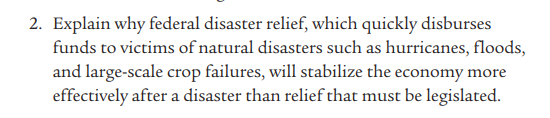 2. Explain why federal disaster relief, which quickly disburses
funds to victims of natural disasters such as hurricanes, floods,
and large-scale crop failures, will stabilize the economy more
effectively after a disaster than relief that must be legislated.